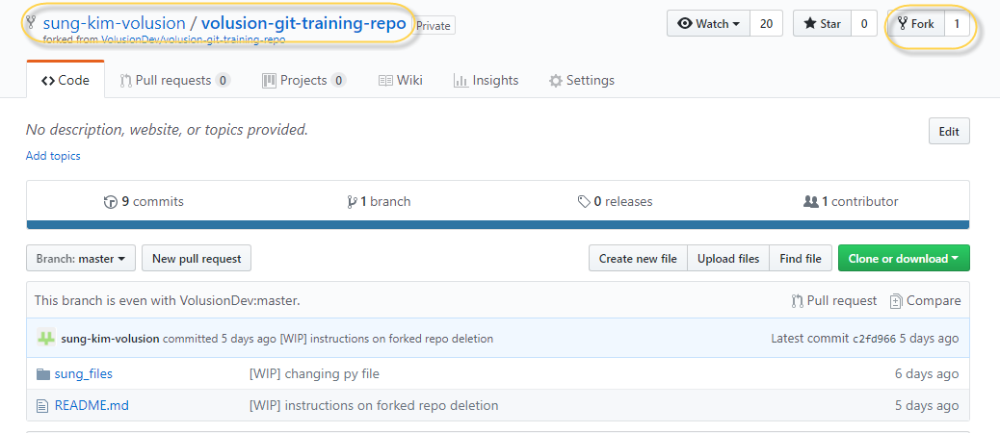 sung-kim-volusion / volusion-git-training-repo Private Watch 20 Star 0 Fork 1
forked from VolusionDev/volusion-git-training-repo
Code Pull requests 0 Projects 0 Wiki Insights Settings
No description, website, or topics provided. Edit
Add topics
9 commits 1 branch 0 releases 1 contributor
Branch: master New pull request Create new file Upload files Find file Clone or download
This branch is even with VolusionDev:master. Pull request Compare
sung-kim-volusion committed 5 days ago [WIP] instructions on forked repo deletion Latest commit c2fd966 5 days ago
sung_files [WIP] changing py file 6 days ago
README.md [WIP] instructions on forked repo deletion 5 days ago